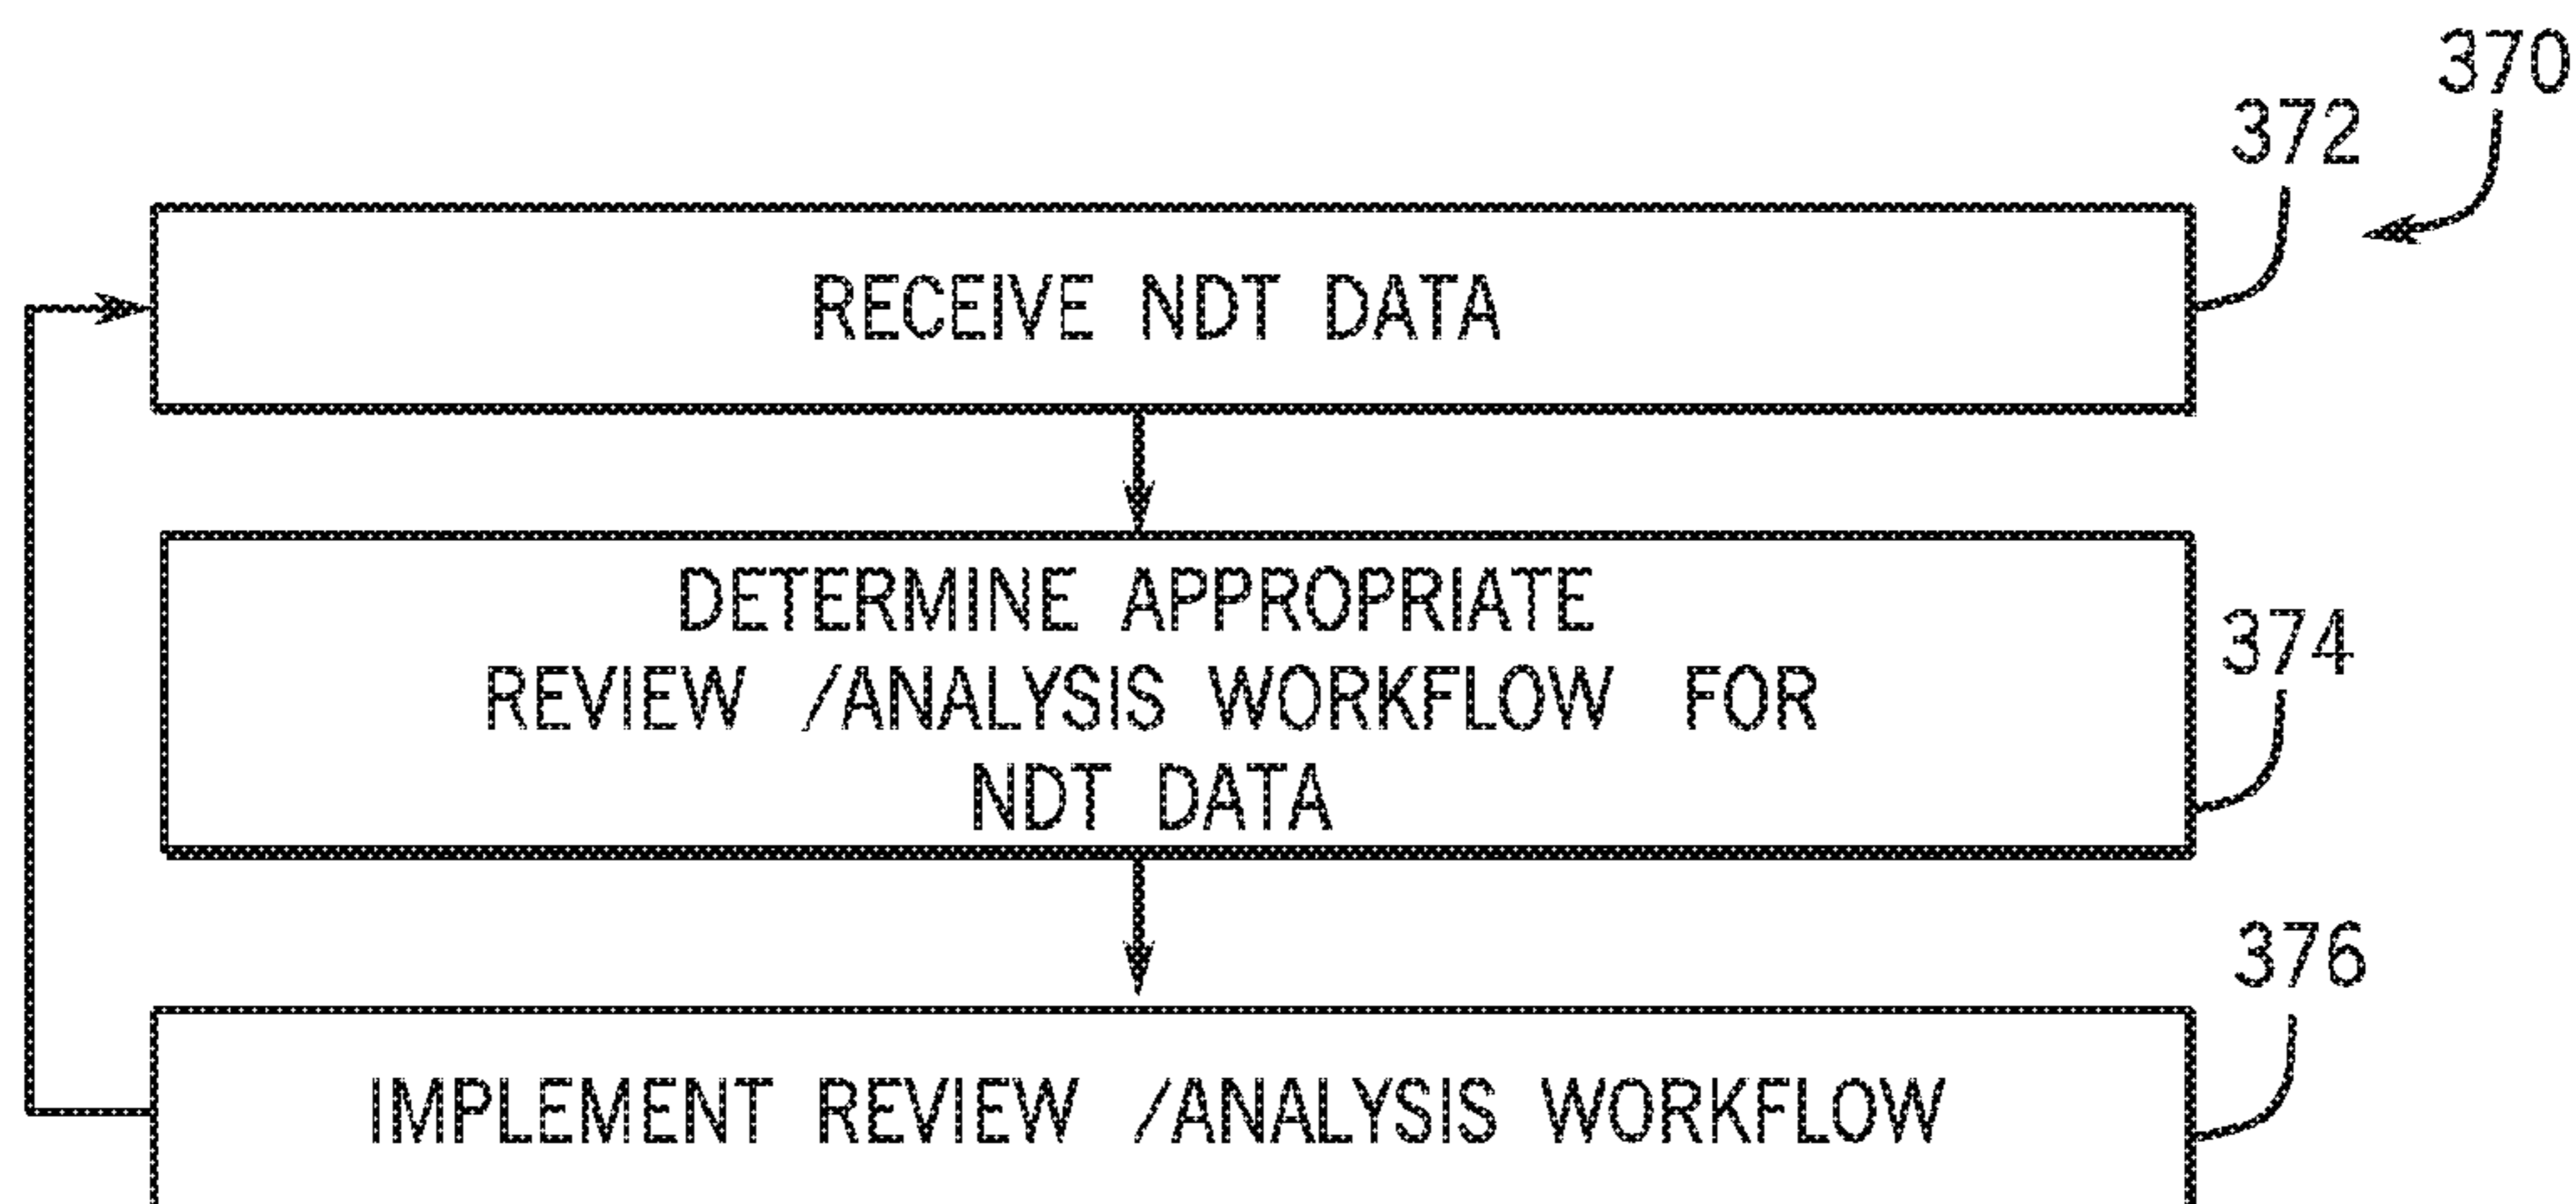 370
372
RECEIVE NDT DATA
DETERMINE APPROPRIATE
REVIEW /ANALYSIS WORKFLOW FOR
NDT DATA
374
376
IMPLEMENT REVIEW /ANALYSIS WORKFLOW